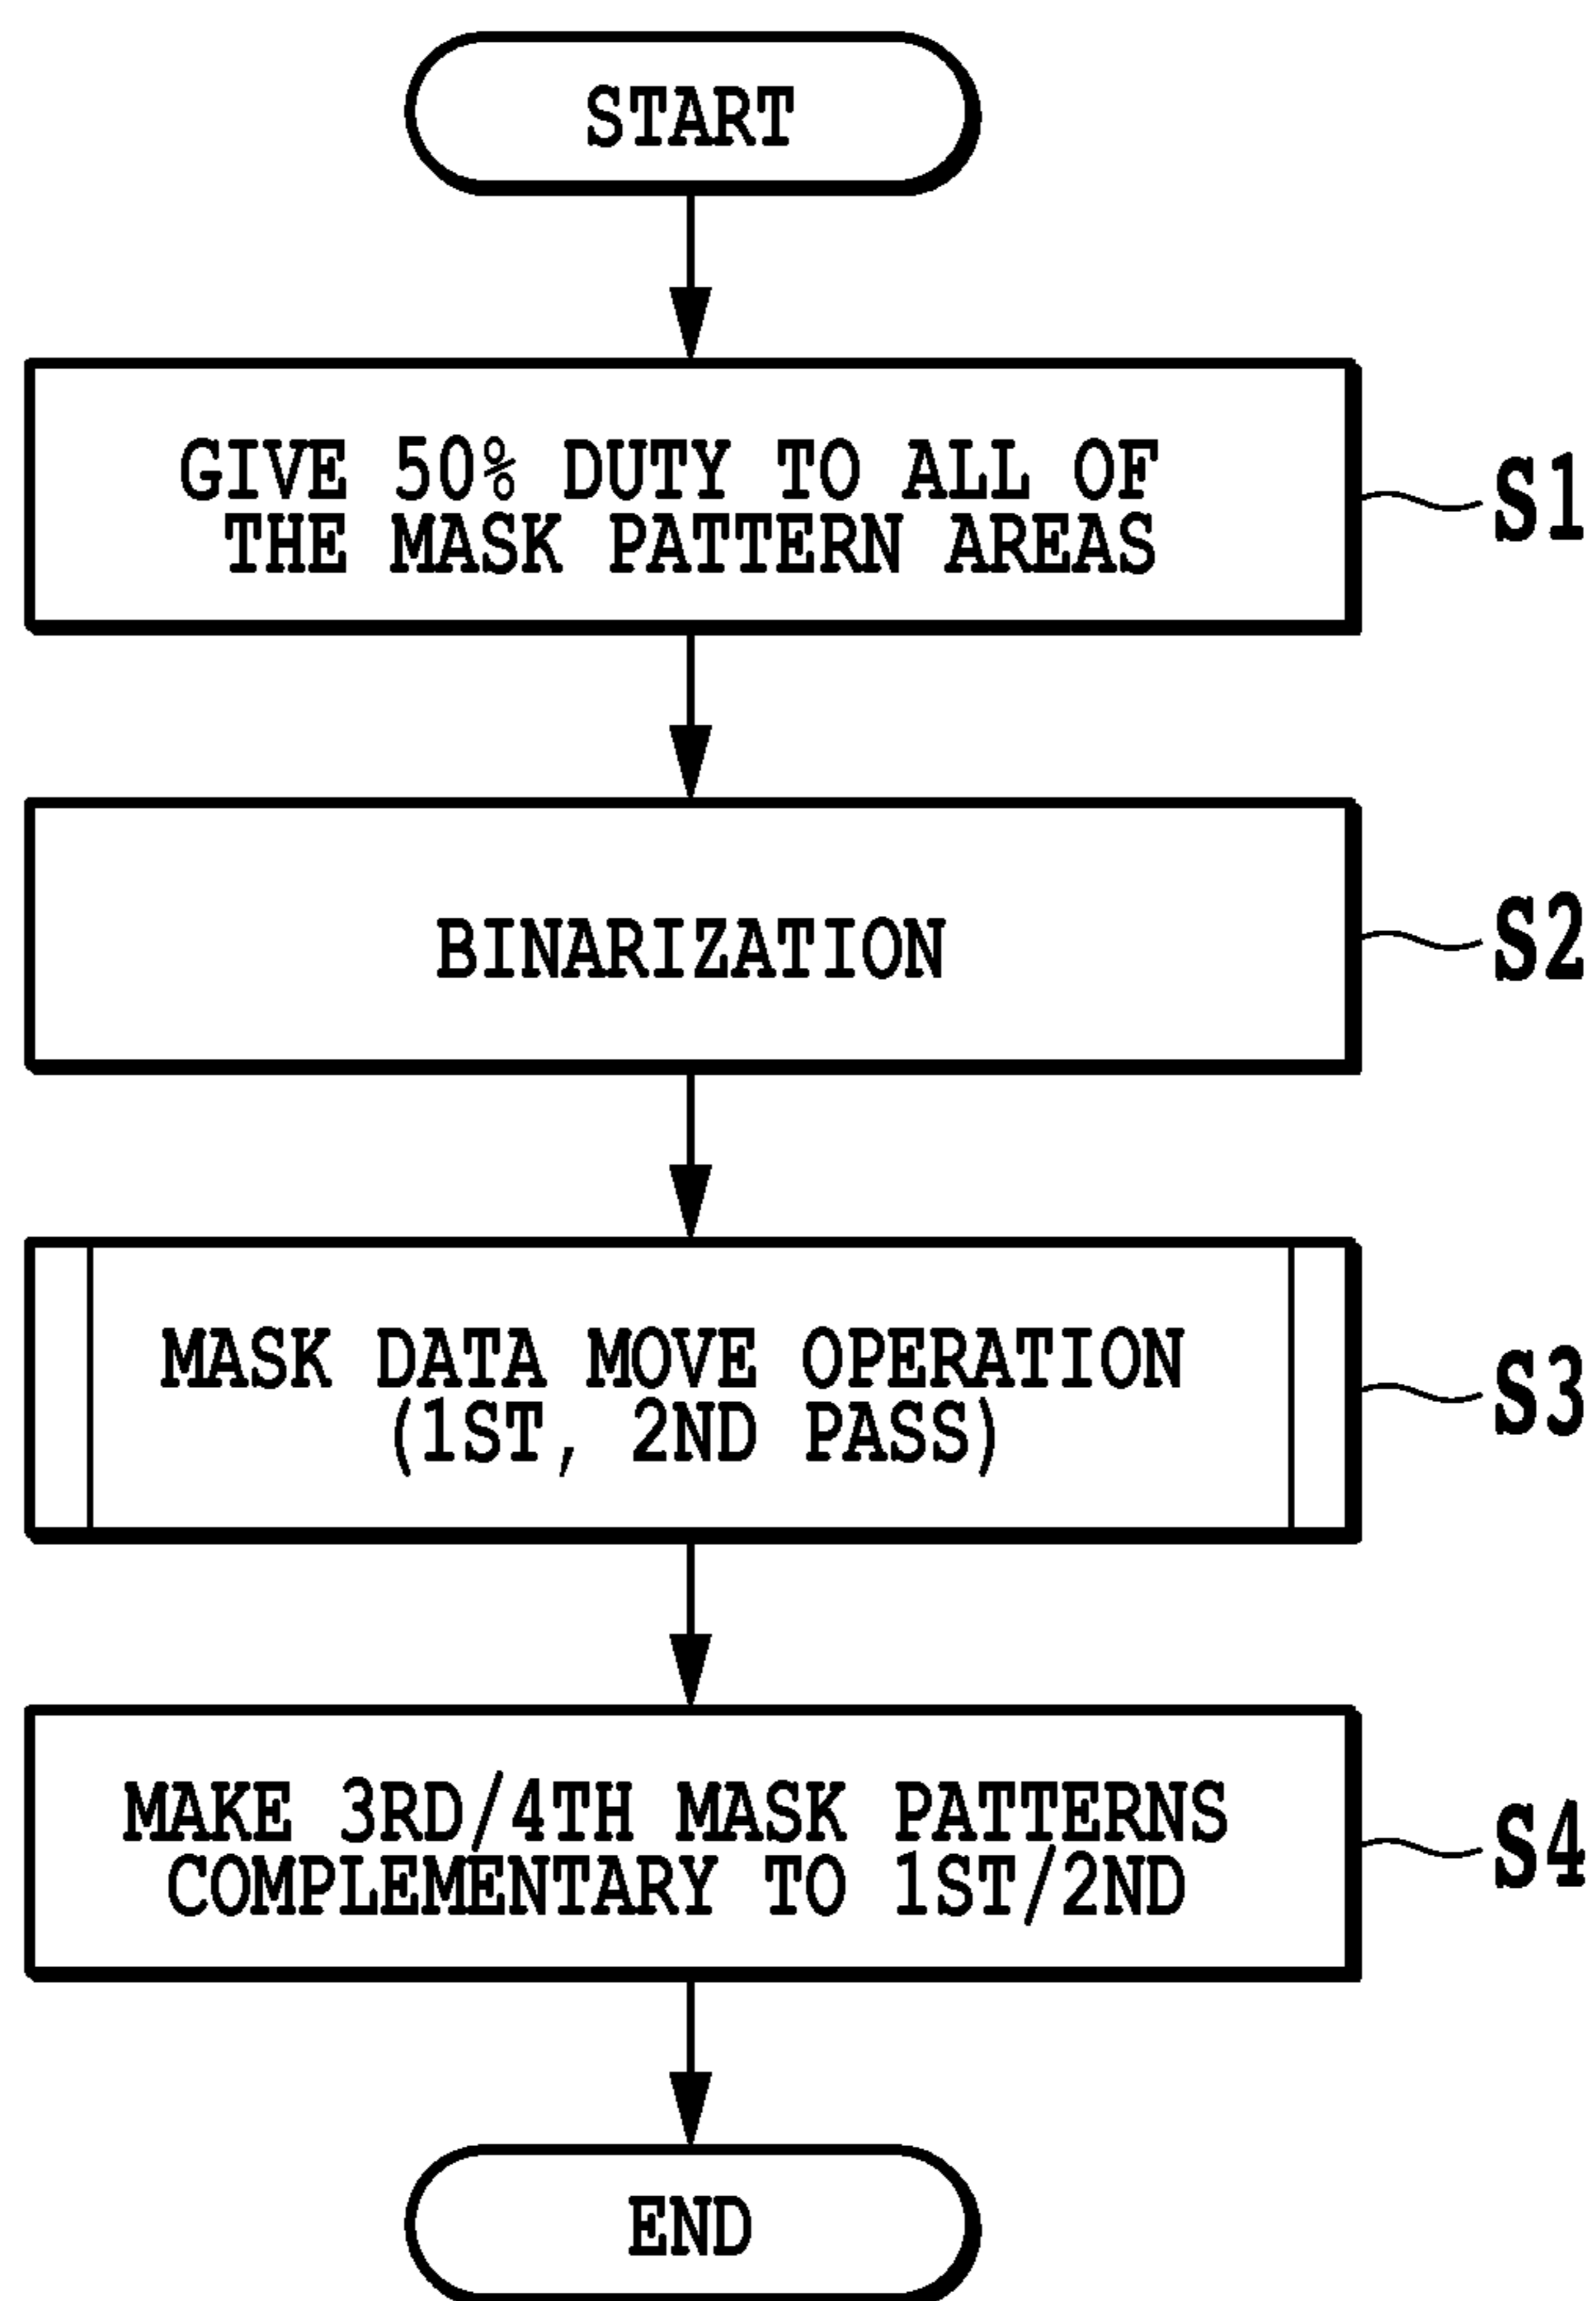 START
GIVE 50% DUTY TO ALL OF
THE MASK PATTERN AREAS
S1
BINARIZATION
S2
MASK DATA MOVE OPERATION
(1ST, 2ND PASS)
S3
MAKE 3RD/4TH MASK PATTERNS
COMPLEMENTARY TO 1ST/2ND
S4
END